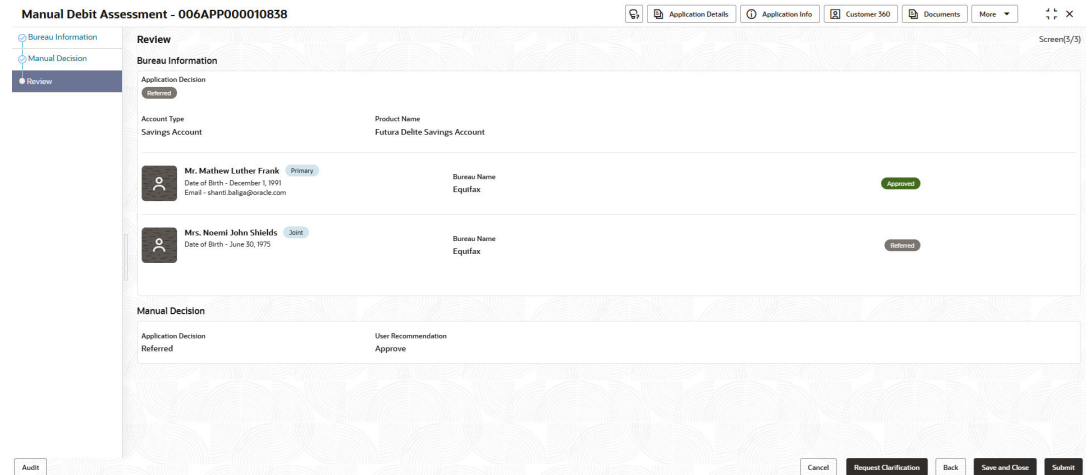 Manual Debit Assessment - 006APP000010838
Application Details
Application Info
Customer 360
Documents
More
Bureau Information
Manual Decision
Review
Review
Screen(3/3)
Bureau Information
Application Decision
Referred
Account Type
Product Name
Savings Account
Futura Delite Savings Account
Mr. Mathew Luther Frank Primary
Date of Birth - December 1, 1991
Email - shanti.baliga@oracle.com
Bureau Name
Equifax
Approved
Mrs. Noemi John Shields Joint
Date of Birth - June 30, 1975
Bureau Name
Equifax
Referred
Manual Decision
Application Decision
User Recommendation
Referred
Approve
Audit
Cancel
Request Clarification
Back
Save and Close
Submit